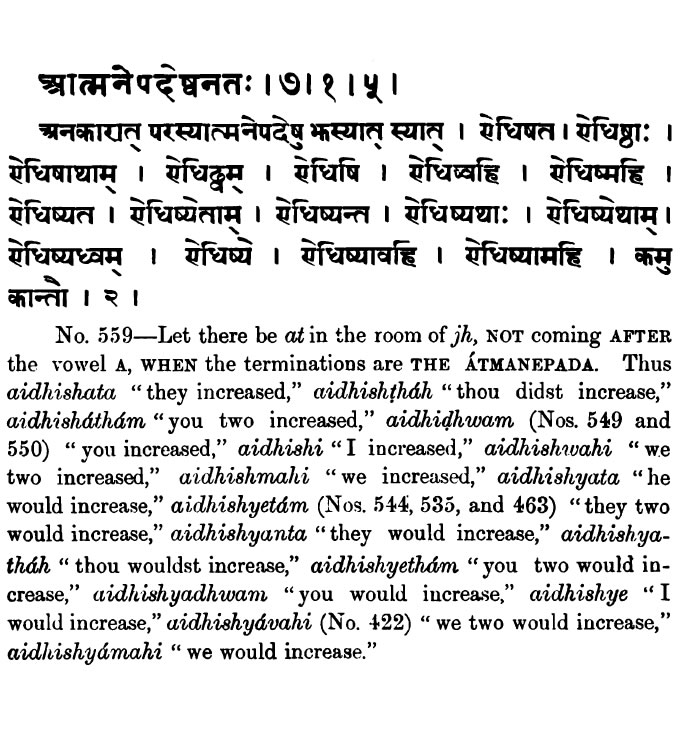 आत्मनेपदेष्वनतः । ७ । १ । ५ ।
अनकारात् परस्यात्मनेपदेषु झस्यात् स्यात् । ऐधिषत । ऐधिष्ठाः ।
ऐधिषाथाम् । ऐधिढ्वम् । ऐधिषि । ऐधिष्वहि । ऐधिष्महि ।
ऐधिष्यत । ऐधिष्येताम् । ऐधिष्यन्त । ऐधिष्यथाः । ऐधिष्येथाम् ।
ऐधिष्यध्वम् । ऐधिष्ये । ऐधिष्यावहि । ऐधिष्यामहि । कमु
कान्तौ । २ ।
No. 559—Let there be at in the room of jh, NOT coming AFTER
the vowel A, WHEN the terminations are THE ÁTMANEPADA. Thus
aidhishata “they increased,” aidhishṭháh “thou didst increase,”
aidhisháthám “you two increased,” aidhiḍhwam (Nos. 549 and
550) “you increased,” aidhishi “I increased,” aidhishwahi “we
two increased,” aidhishmahi “we increased,” aidhishyata “he
would increase,” aidhishyetám (Nos. 544, 535, and 463) “they two
would increase,” aidhishyanta “they would increase,” aidhishya-
tháh “thou wouldst increase,” aidhishyethám “you two would in-
crease,” aidhishyadhwam “you would increase,” aidhishye “I
would increase,” aidhishyávahi (No. 422) “we two would increase,”
aidhishyámahi “we would increase.”